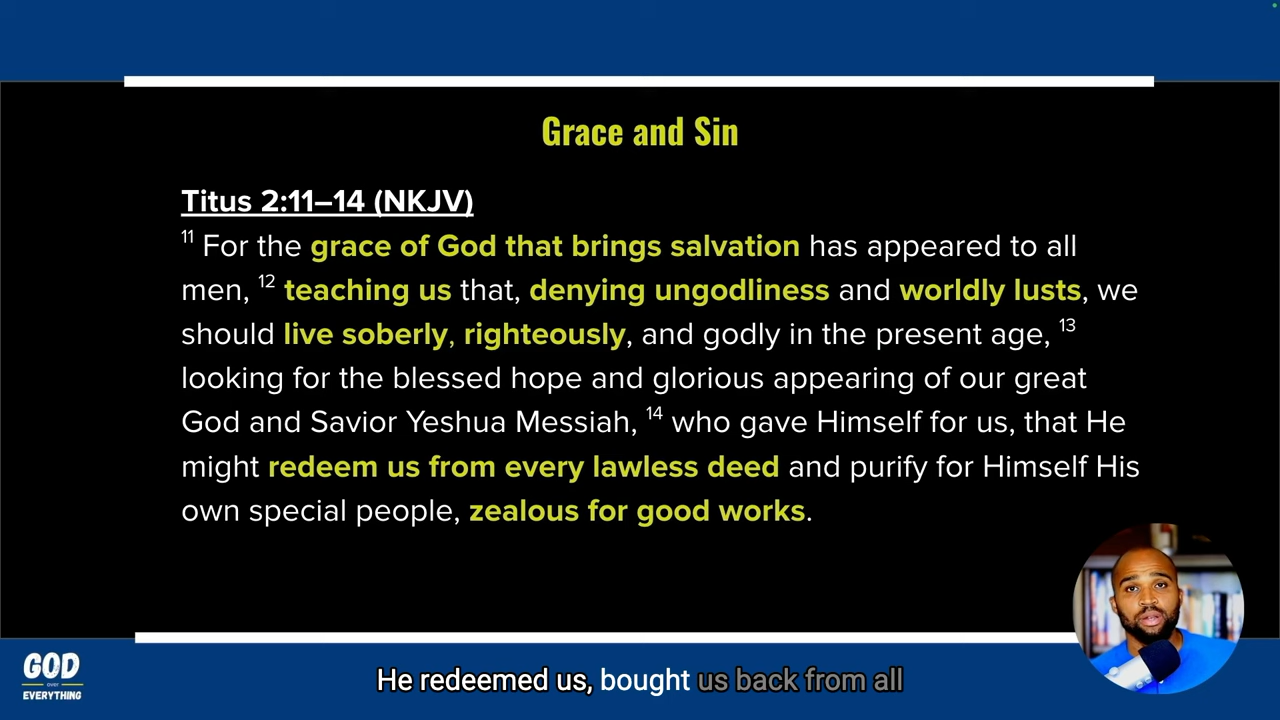 Grace and Sin
Titus 2:11–14 (NKJV)
11 For the grace of God that brings salvation has appeared to all
men, 12 teaching us that, denying ungodliness and worldly lusts, we
should live soberly, righteously, and godly in the present age, 13
looking for the blessed hope and glorious appearing of our great
God and Savior Yeshua Messiah, 14 who gave Himself for us, that He
might redeem us from every lawless deed and purify for Himself His
own special people, zealous for good works.
GOD
OVER
EVERYTHING
He redeemed us, bought us back from all